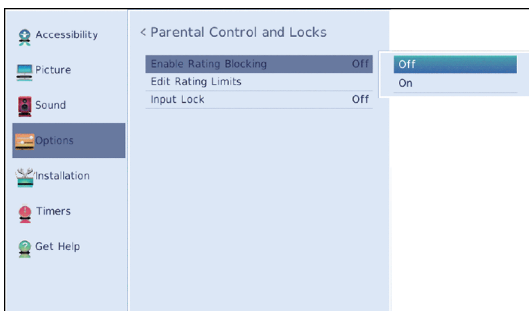 Accessibility
Picture
Sound
Options
Installation
Timers
Get Help
< Parental Control and Locks
Enable Rating Blocking Off
Edit Rating Limits
Input Lock Off
Off
On